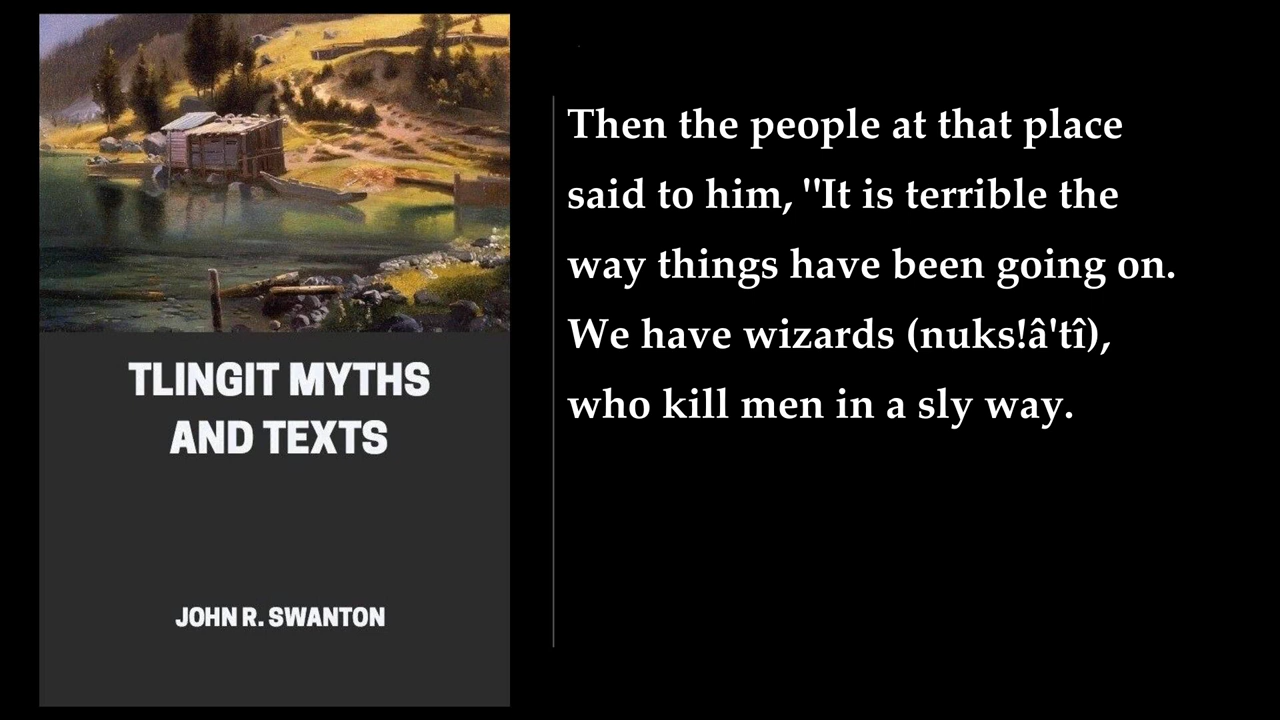 TLINGIT MYTHS
AND TEXTS
JOHN R. SWANTON
Then the people at that place
said to him, "It is terrible the
way things have been going on.
We have wizards (nuks!â'tî),
who kill men in a sly way.